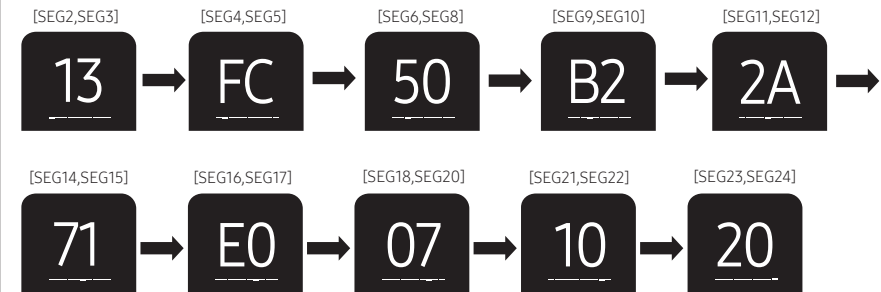 [SEG2,SEG3] [SEG4,SEG5] [SEG6,SEG8] [SEG9,SEG10] [SEG11,SEG12]
13 FC 50 B2 2A
[SEG14,SEG15] [SEG16,SEG17] [SEG18,SEG20] [SEG21,SEG22] [SEG23,SEG24]
71 E0 07 10 20